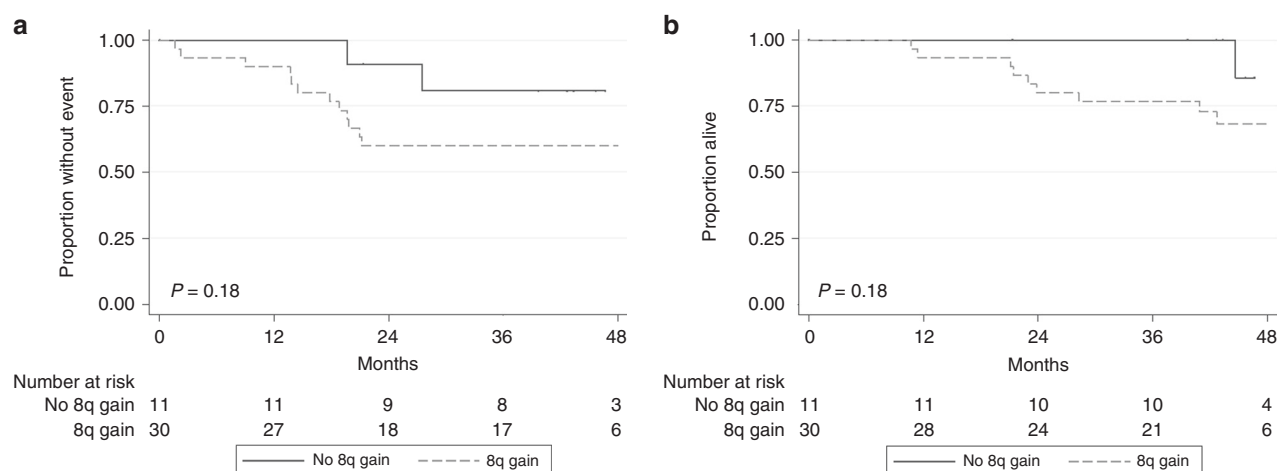 a
Proportion without event
1.00
0.75
0.50
0.25
0.00
P = 0.18
0 12 24 36 48
Months
Number at risk
No 8q gain 11 11 9 8 3
8q gain 30 27 18 17 6
No 8q gain 8q gain
b
Proportion alive
1.00
0.75
0.50
0.25
0.00
P = 0.18
0 12 24 36 48
Months
Number at risk
No 8q gain 11 11 10 10 4
8q gain 30 28 24 21 6
No 8q gain 8q gain